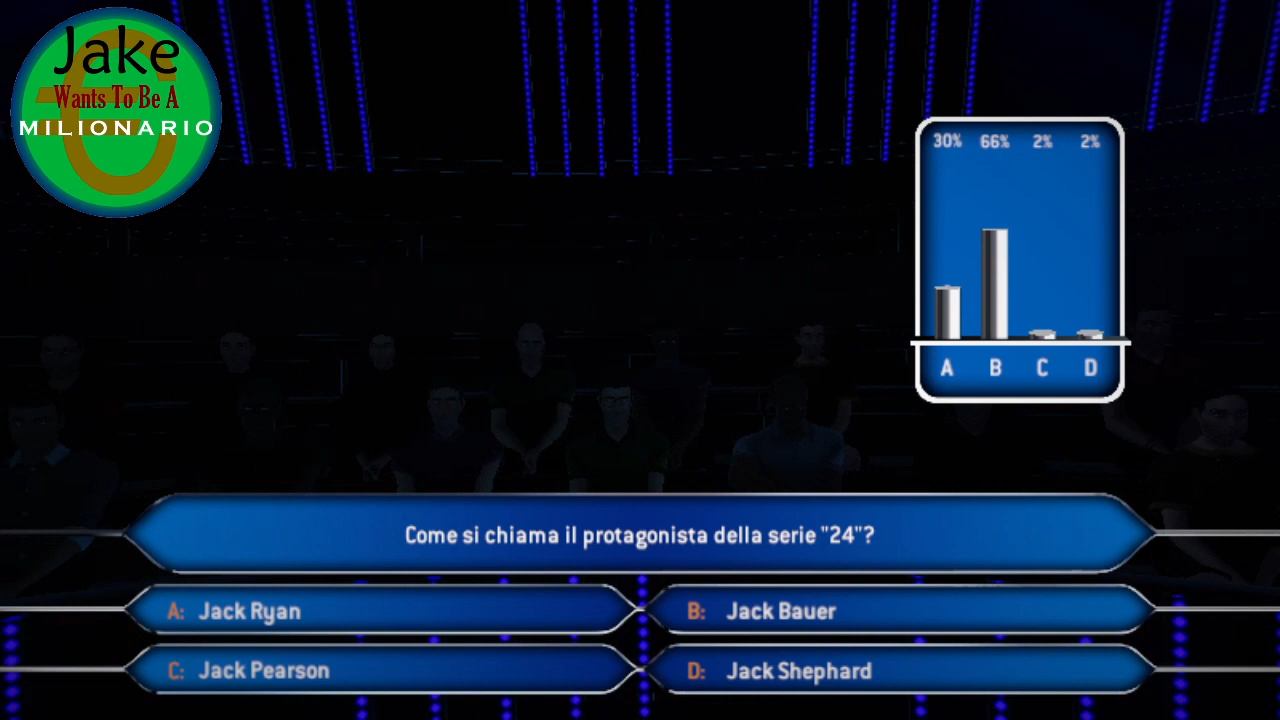 Jake
Wants To Be A
MILIONARIO
30% 66% 2% 2%
A B C D
Come si chiama il protagonista della serie "24"?
A: Jack Ryan
B: Jack Bauer
C: Jack Pearson
D: Jack Shephard